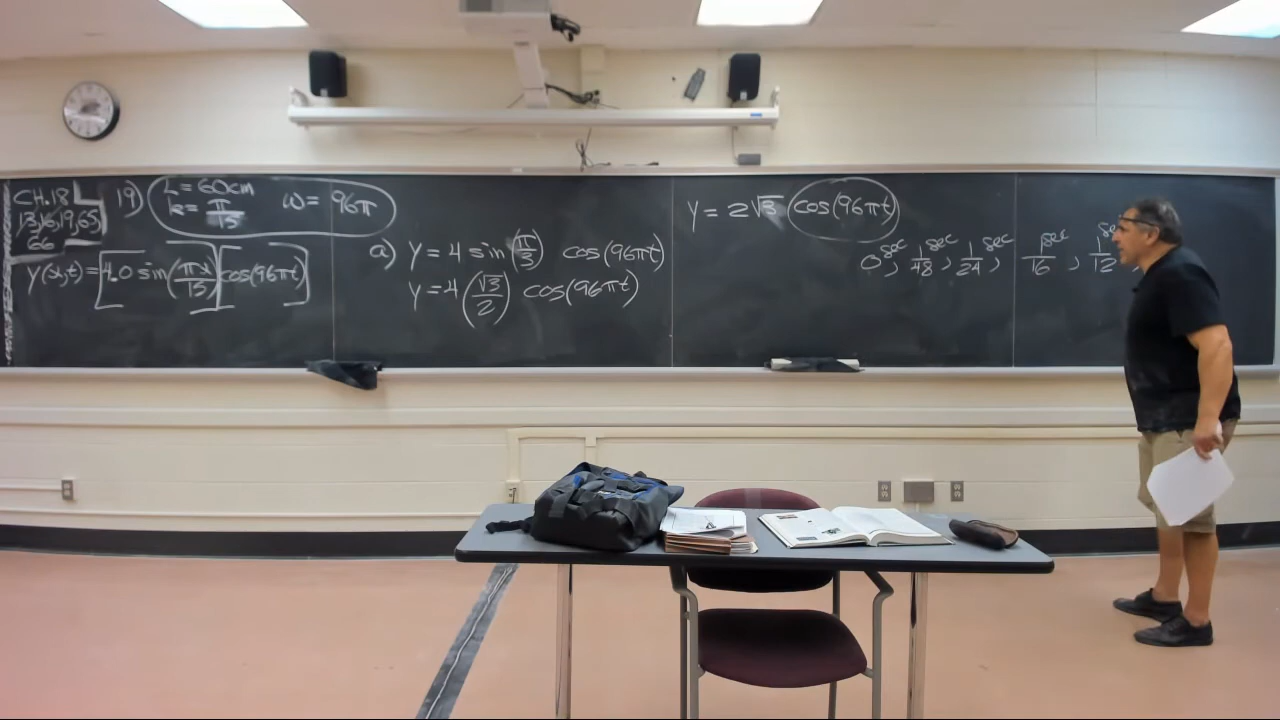 CH.18
13,16,19,65,
66
19) L = 60cm ω = 96π
k = π/15
y(x,t) = [4.0 sin(πx/15)][cos(96πt)]
a) y = 4 sin(π/3) cos(96πt)
y = 4(√3/2) cos(96πt)
y = 2√3 cos(96πt)
0 sec, 1/48 sec, 1/24 sec, 1/16 sec, 1/12